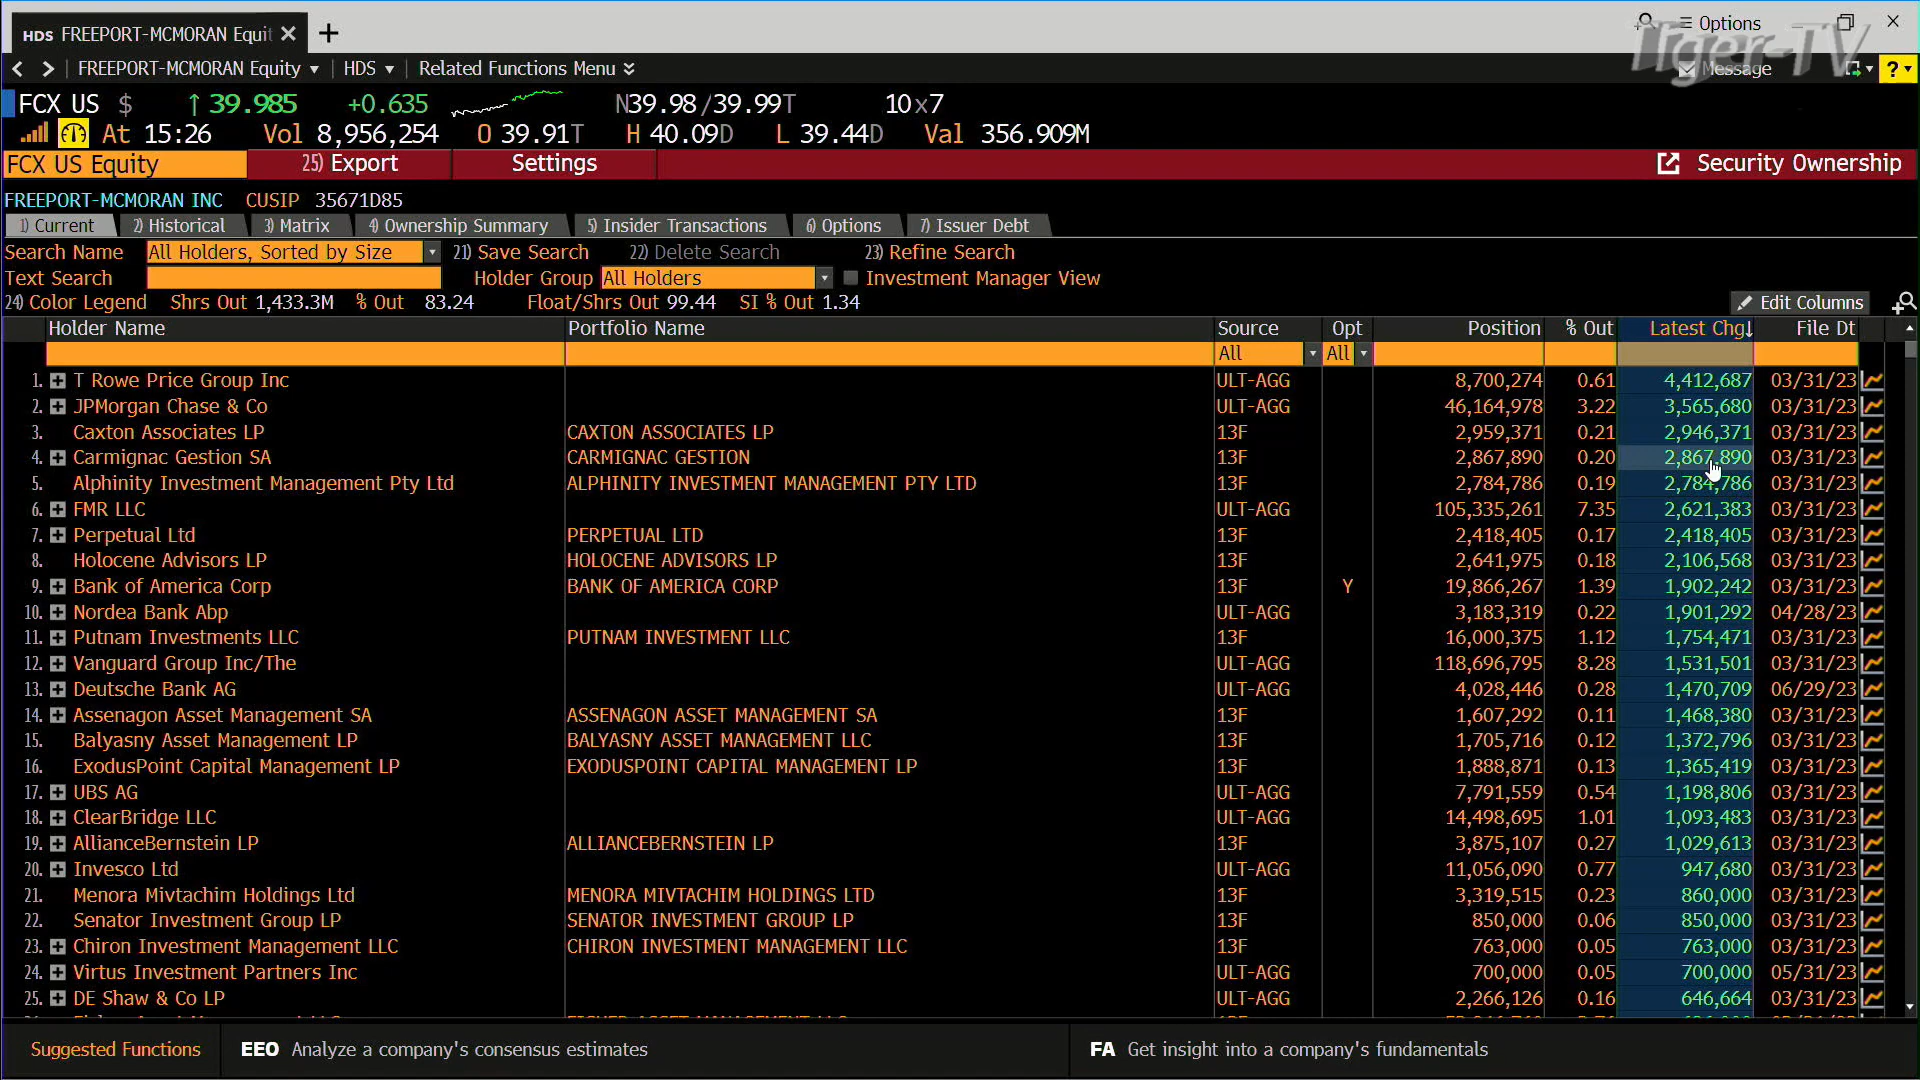 HDS FREEPORT-MCMORAN Equit
Options
Tiger-TV
FREEPORT-MCMORAN Equity HDS Related Functions Menu Message ?
FCX US $ ↑ 39.985 +0.635 N39.98/39.99T 10x7
At 15:26 Vol 8,956,254 O 39.91T H 40.09D L 39.44D Val 356.909M
FCX US Equity 25) Export Settings Security Ownership
FREEPORT-MCMORAN INC CUSIP 35671D85
1) Current 2) Historical 3) Matrix 4) Ownership Summary 5) Insider Transactions 6) Options 7) Issuer Debt
Search Name All Holders, Sorted by Size 21) Save Search 22) Delete Search 23) Refine Search
Text Search Holder Group All Holders Investment Manager View
24) Color Legend Shrs Out 1,433.3M % Out 83.24 Float/Shrs Out 99.44 SI % Out 1.34 Edit Columns
Holder Name Portfolio Name Source Opt Position % Out Latest Chg↓ File Dt
All All
1. T Rowe Price Group Inc ULT-AGG 8,700,274 0.61 4,412,687 03/31/23
2. JPMorgan Chase & Co ULT-AGG 46,164,978 3.22 3,565,680 03/31/23
3. Caxton Associates LP CAXTON ASSOCIATES LP 13F 2,959,371 0.21 2,946,371 03/31/23
4. Carmignac Gestion SA CARMIGNAC GESTION 13F 2,867,890 0.20 2,867,890 03/31/23
5. Alphinity Investment Management Pty Ltd ALPHINITY INVESTMENT MANAGEMENT PTY LTD 13F 2,784,786 0.19 2,784,786 03/31/23
6. FMR LLC ULT-AGG 105,335,261 7.35 2,621,383 03/31/23
7. Perpetual Ltd PERPETUAL LTD 13F 2,418,405 0.17 2,418,405 03/31/23
8. Holocene Advisors LP HOLOCENE ADVISORS LP 13F 2,641,975 0.18 2,106,568 03/31/23
9. Bank of America Corp BANK OF AMERICA CORP 13F Y 19,866,267 1.39 1,902,242 03/31/23
10. Nordea Bank Abp ULT-AGG 3,183,319 0.22 1,901,292 04/28/23
11. Putnam Investments LLC PUTNAM INVESTMENT LLC 13F 16,000,375 1.12 1,754,471 03/31/23
12. Vanguard Group Inc/The ULT-AGG 118,696,795 8.28 1,531,501 03/31/23
13. Deutsche Bank AG ULT-AGG 4,028,446 0.28 1,470,709 06/29/23
14. Assenagon Asset Management SA ASSENAGON ASSET MANAGEMENT SA 13F 1,607,292 0.11 1,468,380 03/31/23
15. Balyasny Asset Management LP BALYASNY ASSET MANAGEMENT LLC 13F 1,705,716 0.12 1,372,796 03/31/23
16. ExodusPoint Capital Management LP EXODUSPOINT CAPITAL MANAGEMENT LP 13F 1,888,871 0.13 1,365,419 03/31/23
17. UBS AG ULT-AGG 7,791,559 0.54 1,198,806 03/31/23
18. ClearBridge LLC ULT-AGG 14,498,695 1.01 1,093,483 03/31/23
19. AllianceBernstein LP ALLIANCEBERNSTEIN LP 13F 3,875,107 0.27 1,029,613 03/31/23
20. Invesco Ltd ULT-AGG 11,056,090 0.77 947,680 03/31/23
21. Menora Mivtachim Holdings Ltd MENORA MIVTACHIM HOLDINGS LTD 13F 3,319,515 0.23 860,000 03/31/23
22. Senator Investment Group LP SENATOR INVESTMENT GROUP LP 13F 850,000 0.06 850,000 03/31/23
23. Chiron Investment Management LLC CHIRON INVESTMENT MANAGEMENT LLC 13F 763,000 0.05 763,000 03/31/23
24. Virtus Investment Partners Inc ULT-AGG 700,000 0.05 700,000 05/31/23
25. DE Shaw & Co LP ULT-AGG 2,266,126 0.16 646,664 03/31/23
Suggested Functions EEO Analyze a company's consensus estimates FA Get insight into a company's fundamentals